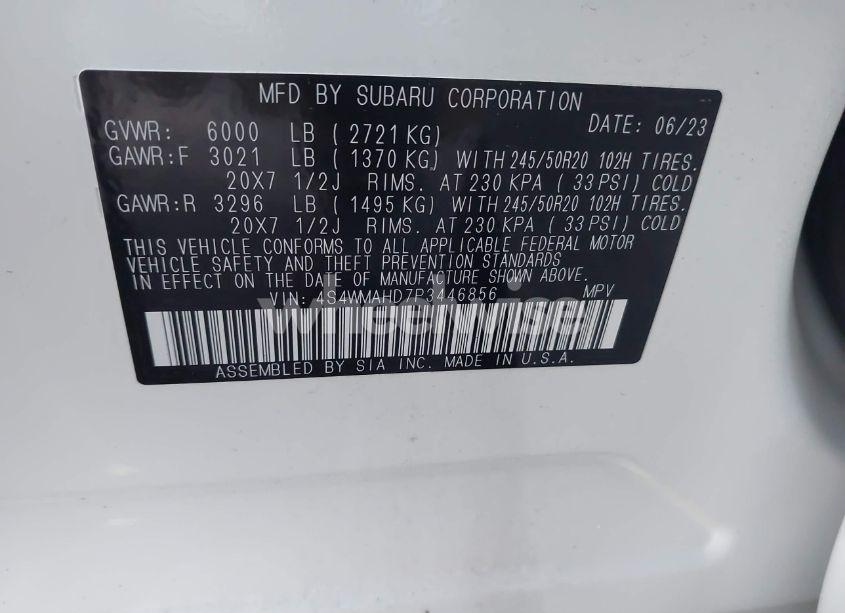 MFD BY SUBARU CORPORATION
DATE: 06/23
GVWR: 6000 LB (2721 KG)
GAWR:F 3021 LB (1370 KG) WITH 245/50R20 102H TIRES.
20X7 1/2J RIMS. AT 230 KPA (33 PSI) COLD
GAWR:R 3296 LB (1495 KG) WITH 245/50R20 102H TIRES.
20X7 1/2J RIMS. AT 230 KPA (33 PSI) COLD
THIS VEHICLE CONFORMS TO ALL APPLICABLE FEDERAL MOTOR
VEHICLE SAFETY AND THEFT PREVENTION STANDARDS
IN EFFECT ON THE DATE OF MANUFACTURE SHOWN ABOVE.
VIN: 4S4WMAHD7P3446856 MPV
wheelwise
ASSEMBLED BY SIA INC. MADE IN U.S.A.